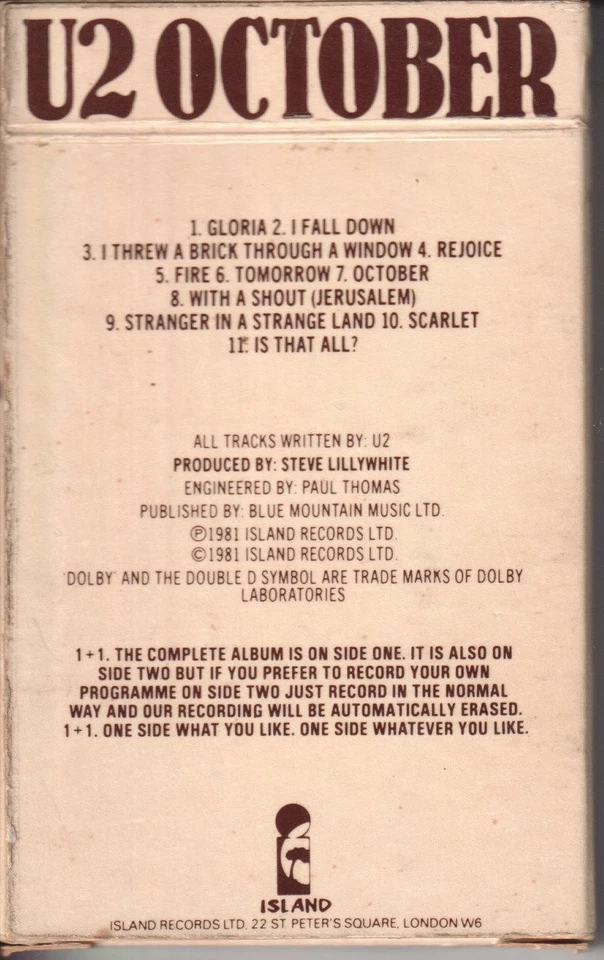 U2 OCTOBER
1. GLORIA 2. I FALL DOWN
3. I THREW A BRICK THROUGH A WINDOW 4. REJOICE
5. FIRE 6. TOMORROW 7. OCTOBER
8. WITH A SHOUT (JERUSALEM)
9. STRANGER IN A STRANGE LAND 10. SCARLET
11. IS THAT ALL?
ALL TRACKS WRITTEN BY: U2
PRODUCED BY: STEVE LILLYWHITE
ENGINEERED BY: PAUL THOMAS
PUBLISHED BY: BLUE MOUNTAIN MUSIC LTD.
℗1981 ISLAND RECORDS LTD.
©1981 ISLAND RECORDS LTD.
'DOLBY' AND THE DOUBLE D SYMBOL ARE TRADE MARKS OF DOLBY
LABORATORIES
1+1. THE COMPLETE ALBUM IS ON SIDE ONE. IT IS ALSO ON
SIDE TWO BUT IF YOU PREFER TO RECORD YOUR OWN
PROGRAMME ON SIDE TWO JUST RECORD IN THE NORMAL
WAY AND OUR RECORDING WILL BE AUTOMATICALLY ERASED.
1+1. ONE SIDE WHAT YOU LIKE. ONE SIDE WHATEVER YOU LIKE.
ISLAND
ISLAND RECORDS LTD. 22 ST. PETER'S SQUARE, LONDON W6